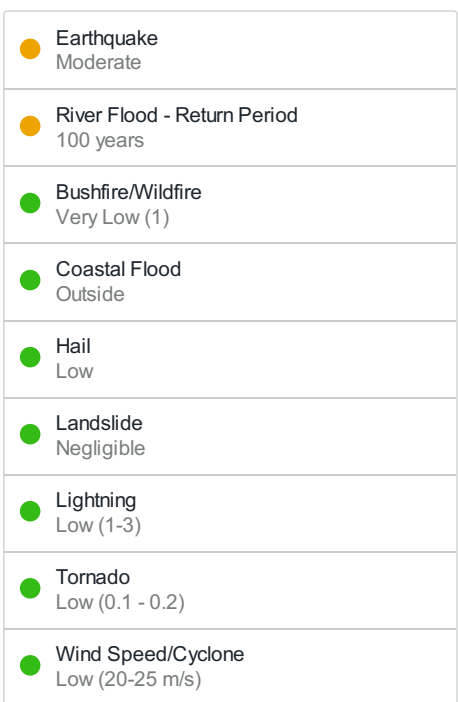 Earthquake
Moderate
River Flood - Return Period
100 years
Bushfire/Wildfire
Very Low (1)
Coastal Flood
Outside
Hail
Low
Landslide
Negligible
Lightning
Low (1-3)
Tornado
Low (0.1 - 0.2)
Wind Speed/Cyclone
Low (20-25 m/s)